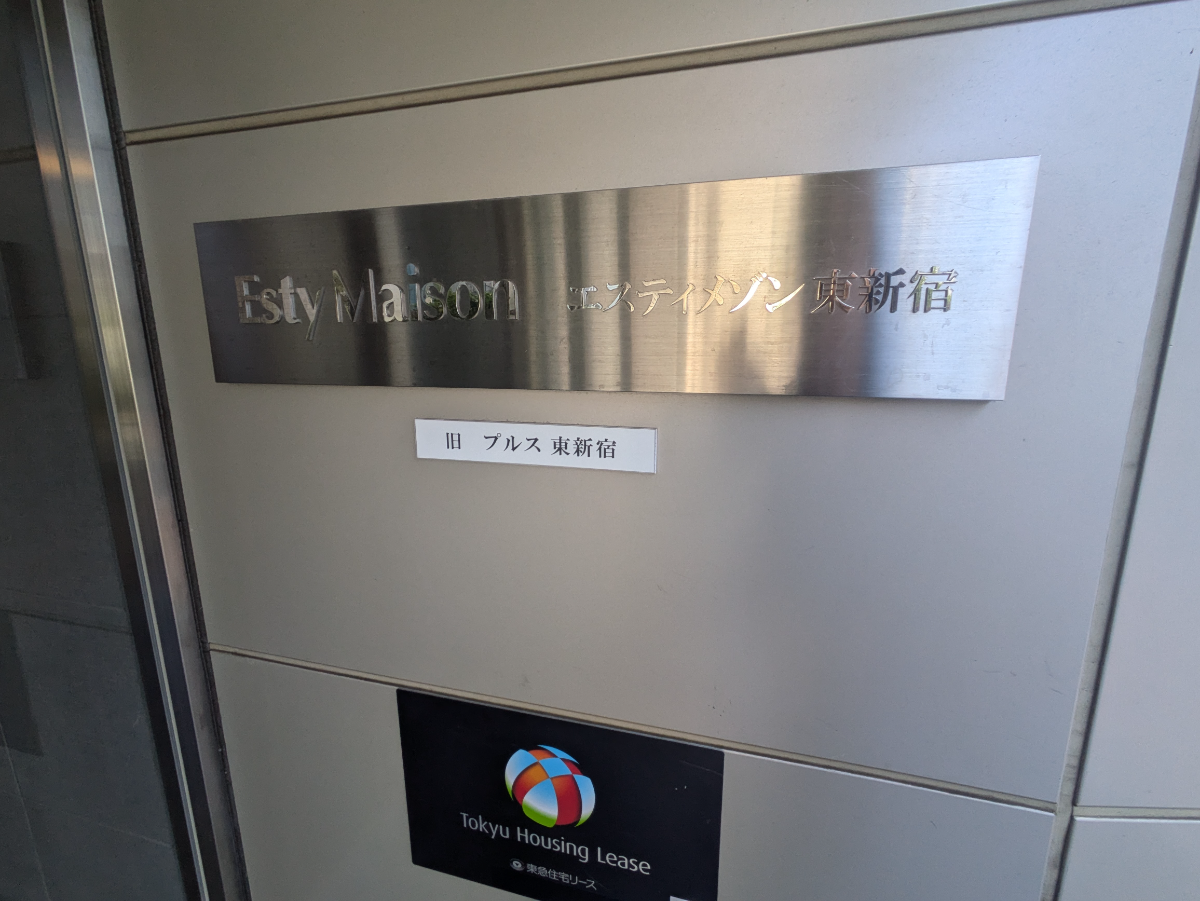 Esty Maison エスティメゾン東新宿
旧 プルス 東新宿
Tokyu Housing Lease
東急住宅リース